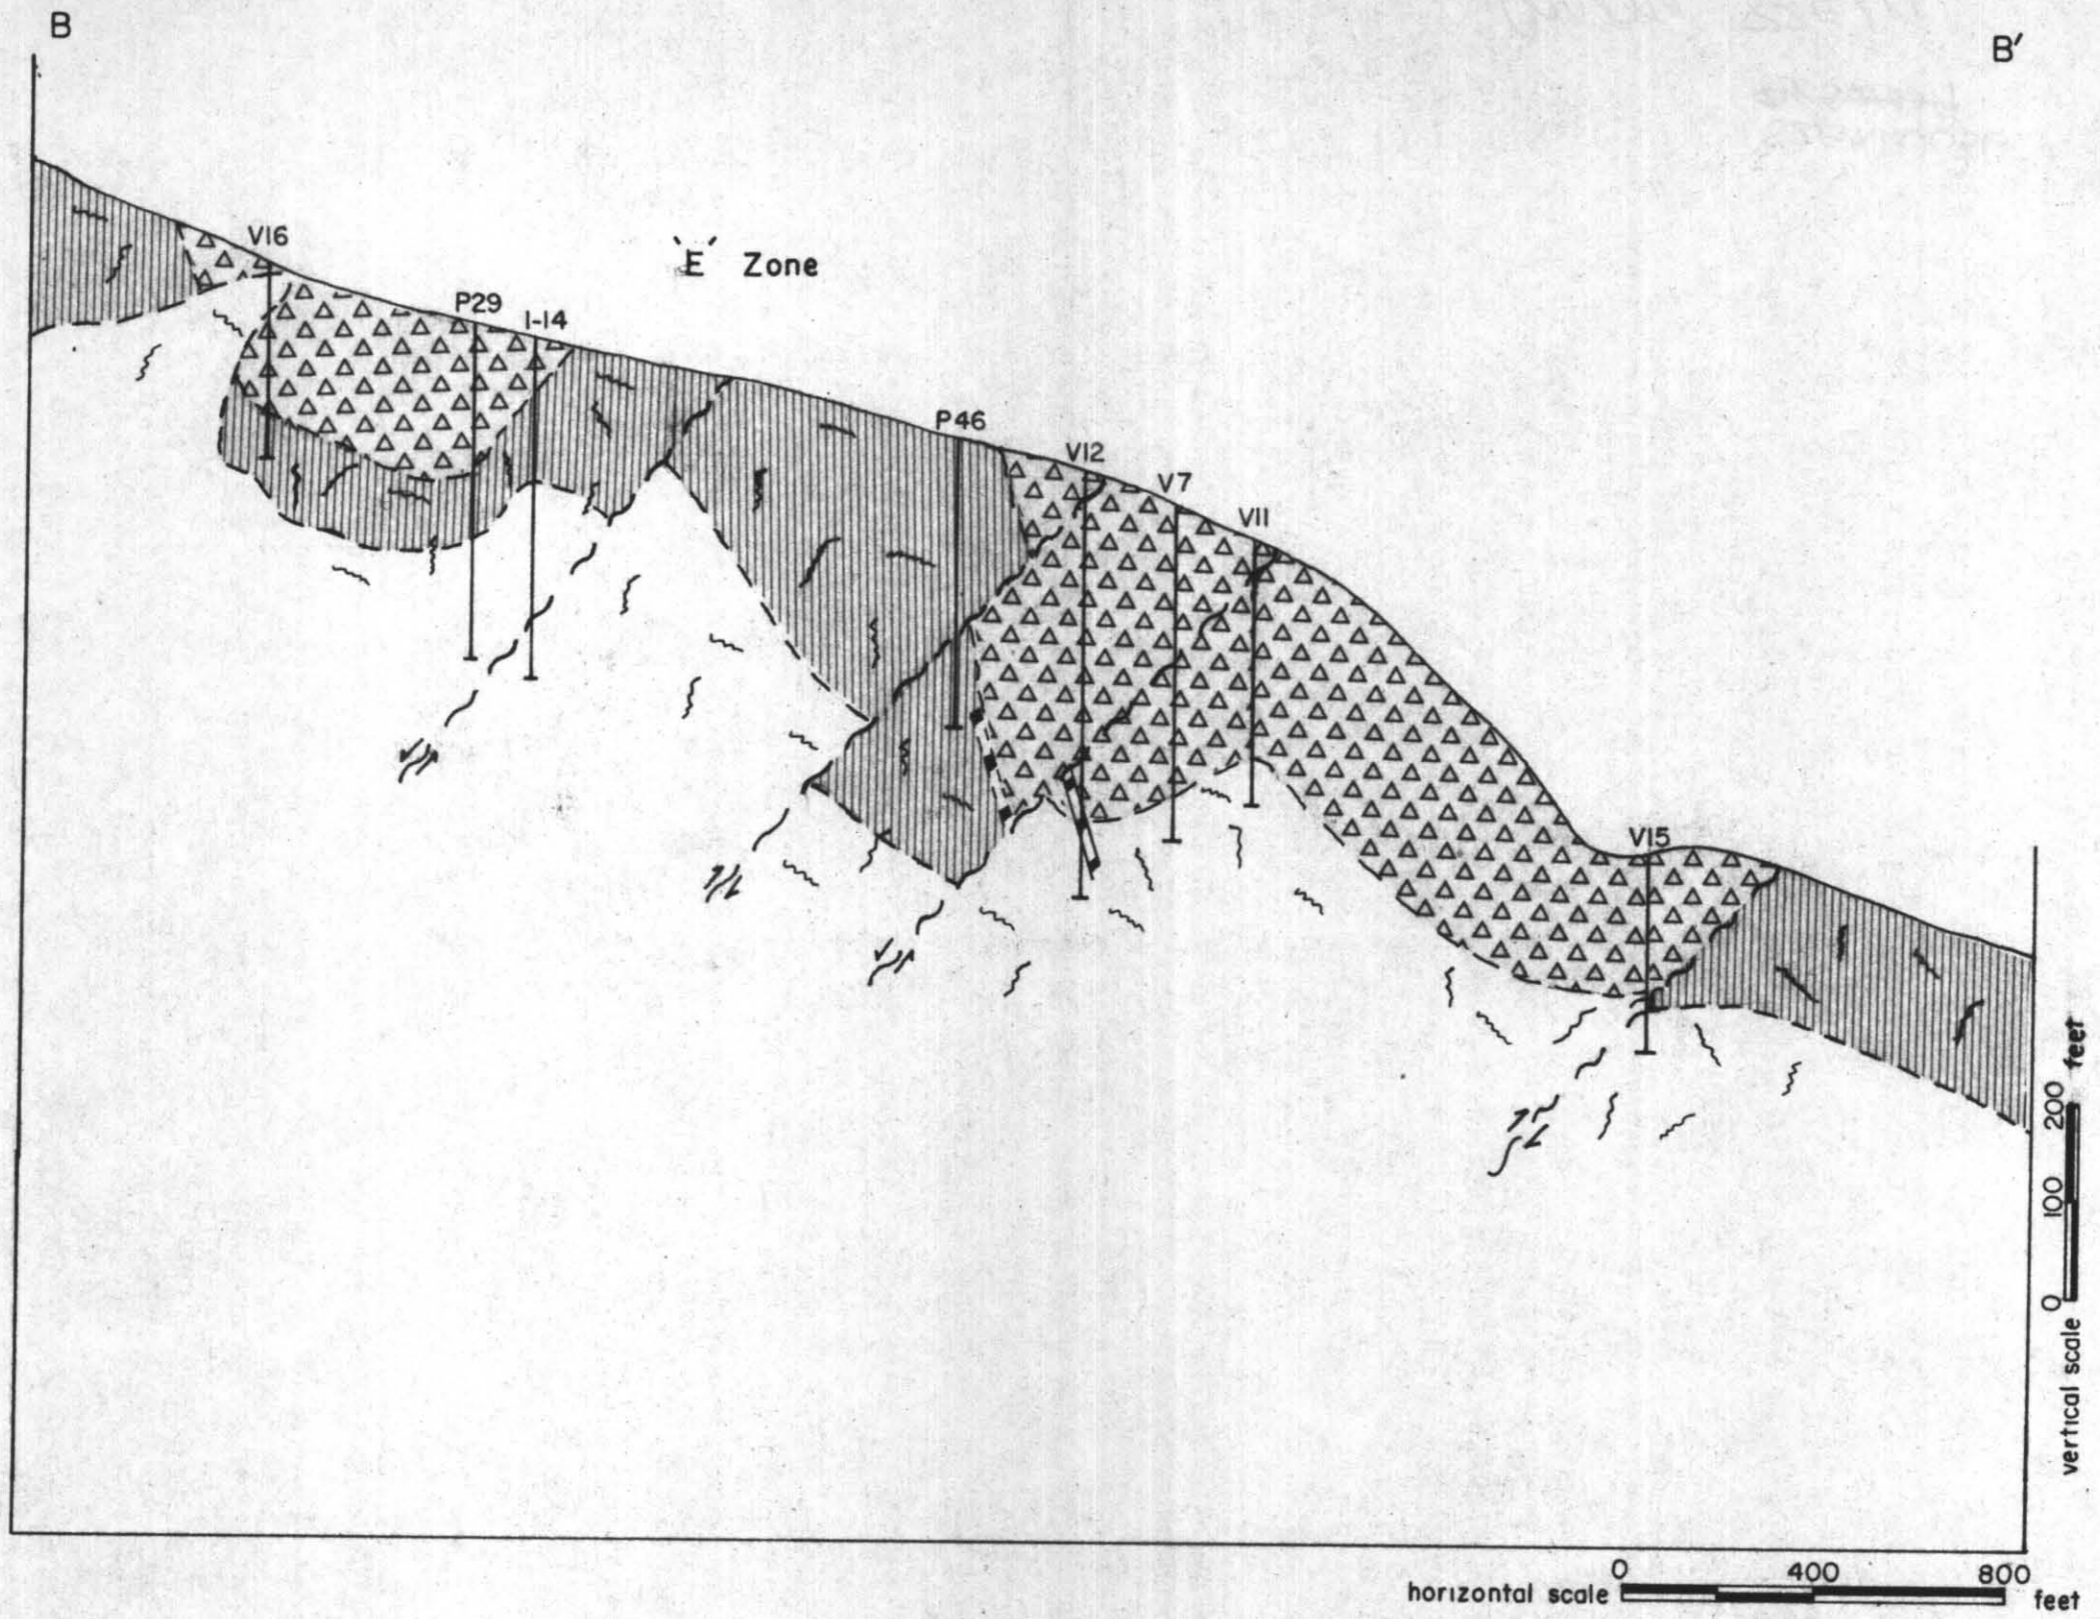 B
B′
V16
'E' Zone
P29
I-14
P46
V12
V7
V11
V15
0 100 200 feet
vertical scale
0 400 800
horizontal scale feet